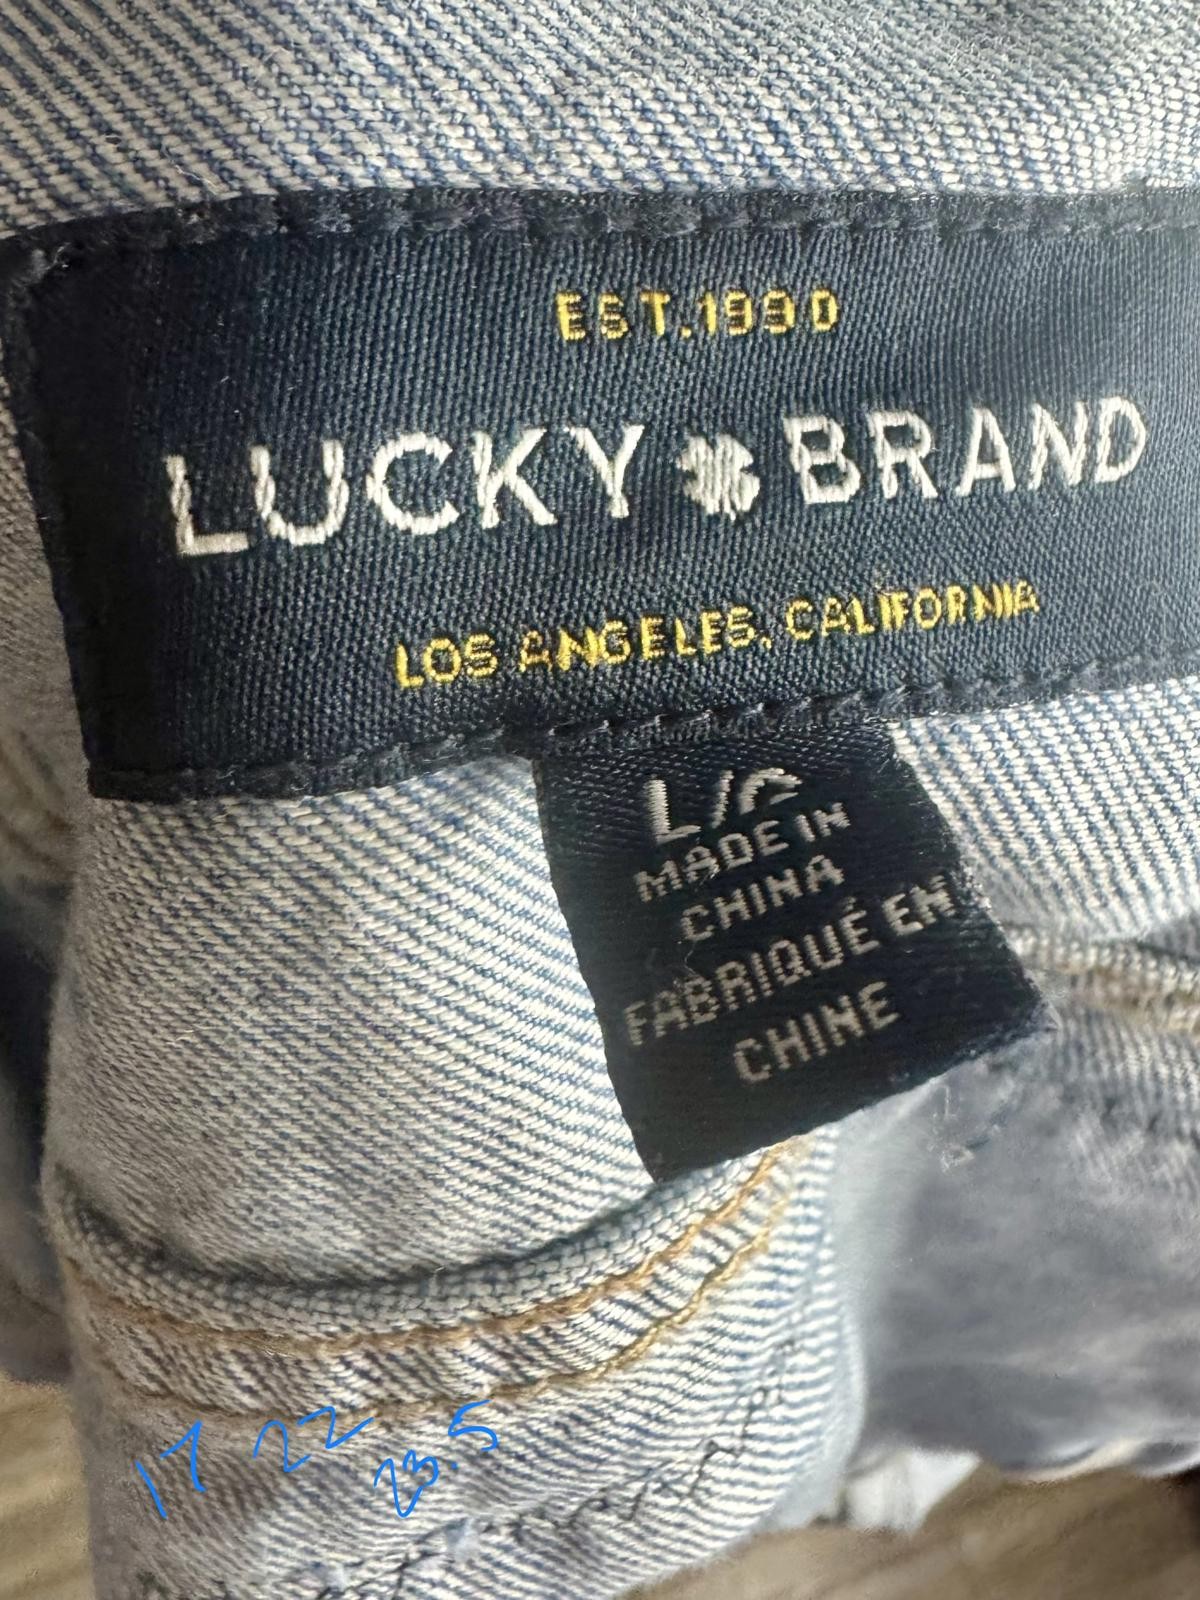 EST.1990
LUCKY BRAND
LOS ANGELES, CALIFORNIA
L/G
MADE IN
CHINA
FABRIQUÉ EN
CHINE
17 22
23.5